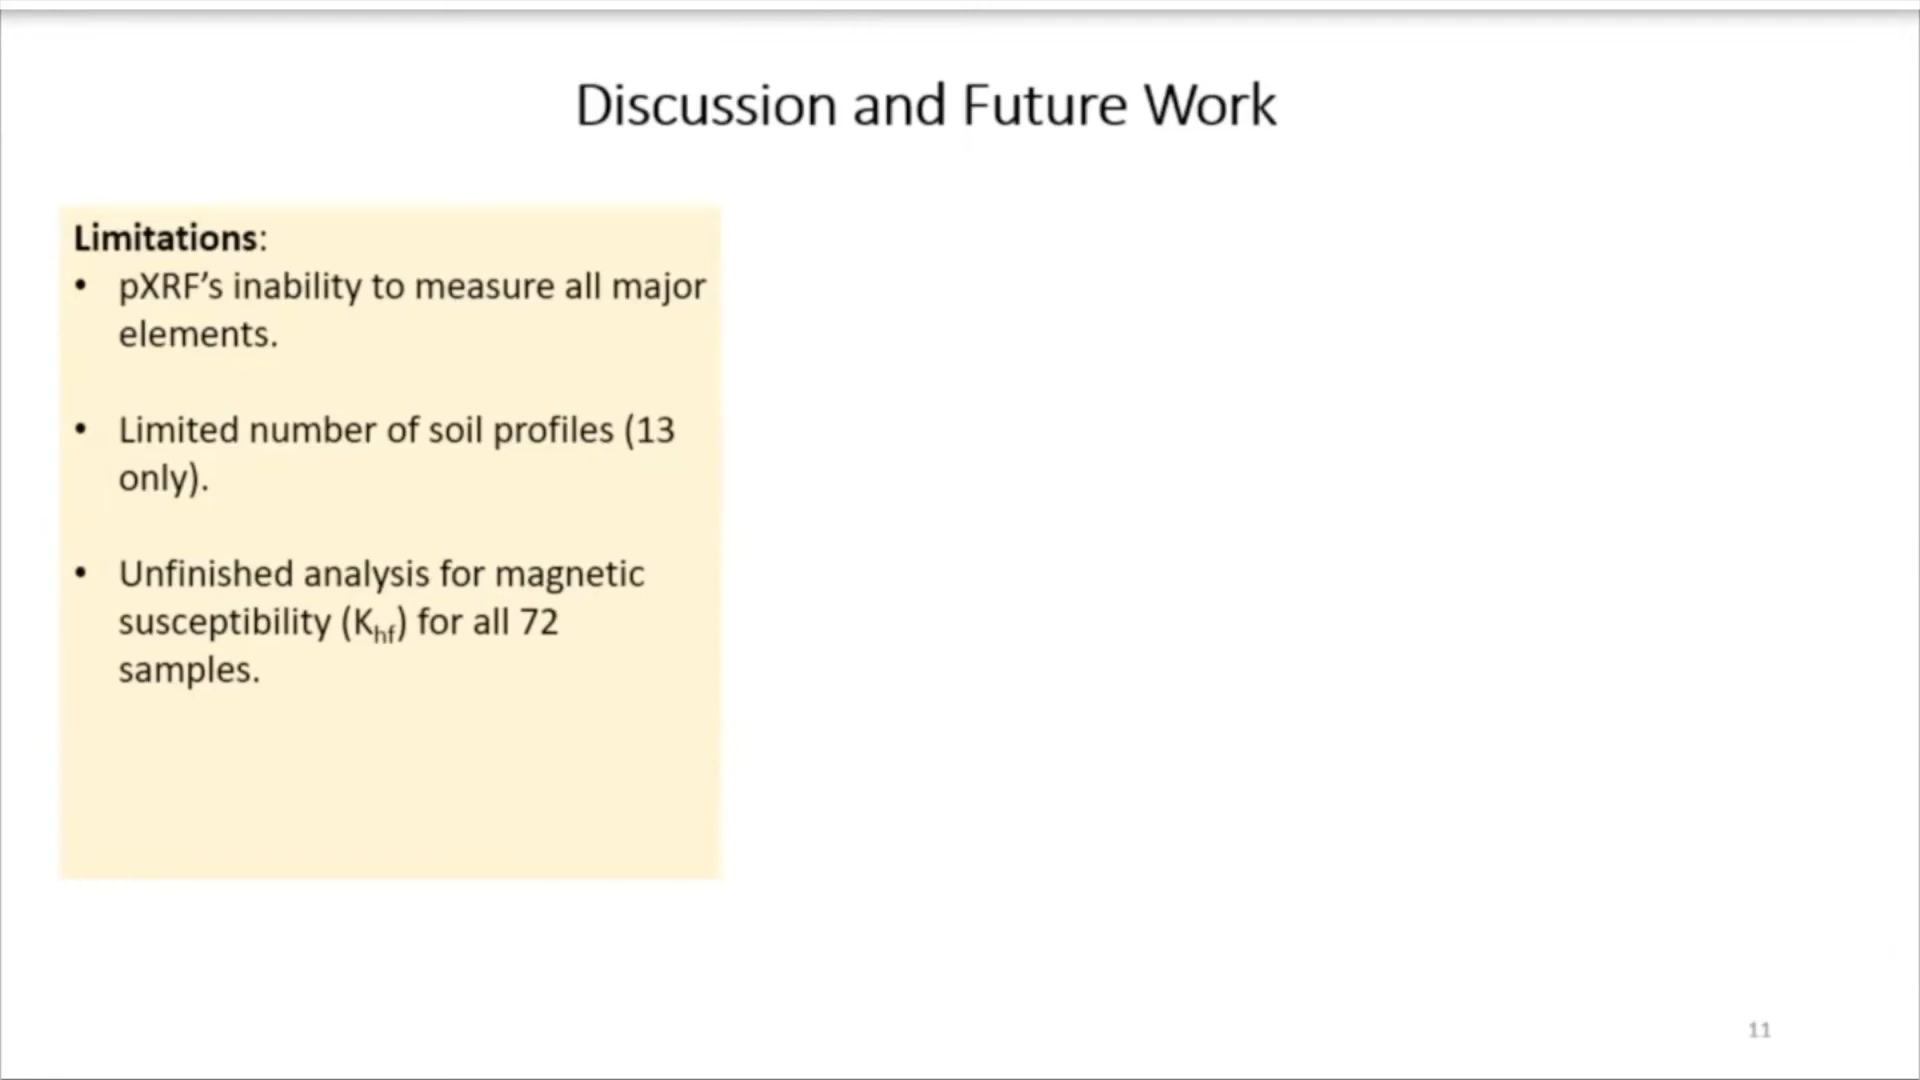 Discussion and Future Work
Limitations:
• pXRF’s inability to measure all major
elements.
• Limited number of soil profiles (13
only).
• Unfinished analysis for magnetic
susceptibility (Khf) for all 72
samples.
11